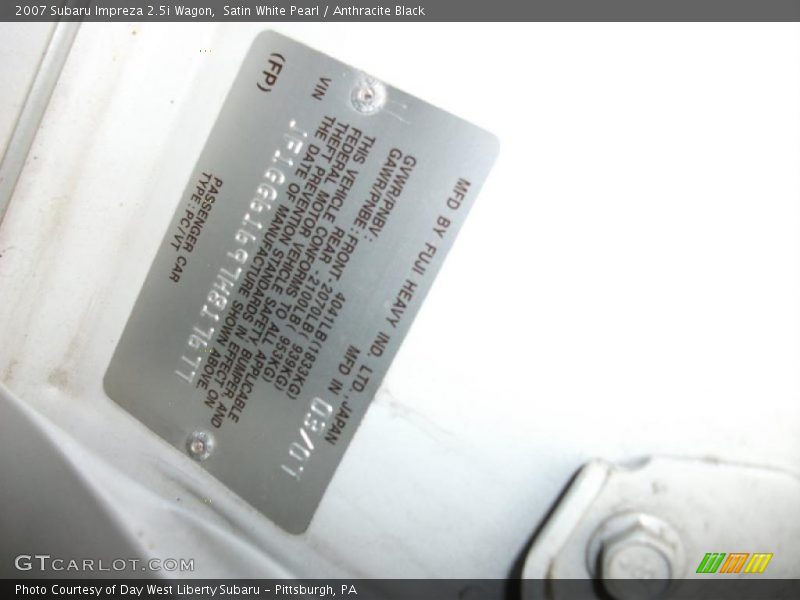 2007 Subaru Impreza 2.5i Wagon, Satin White Pearl / Anthracite Black
MFD BY FUJI HEAVY IND. LTD., JAPAN
MFD IN 03/07
GVWR/PNBV: 4041LB(1833KG)
GAWR/PNBE: FRONT-2070LB( 939KG)
REAR -2100LB( 953KG)
THIS VEHICLE CONFORMS TO ALL APPLICABLE
FEDERAL MOTOR VEHICLE SAFETY, BUMPER, AND
THEFT PREVENTION STANDARDS IN EFFECT ON
THE DATE OF MANUFACTURE SHOWN ABOVE.
VIN
PASSENGER CAR
(FP)
TYPE:PC/VT
GTCARLOT.COM
Photo Courtesy of Day West Liberty Subaru - Pittsburgh, PA